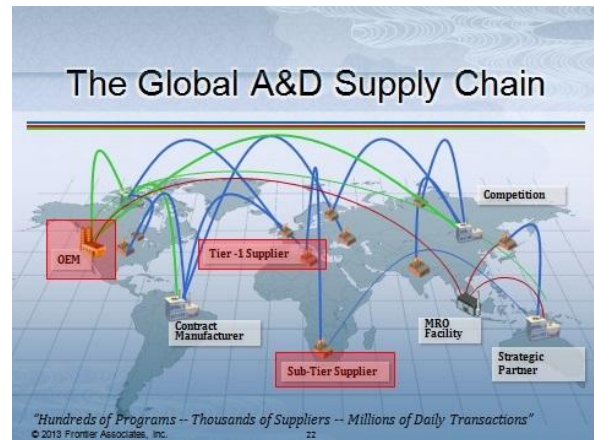 The Global A&D Supply Chain
Competition
OEM
Tier -1 Supplier
Contract
Manufacturer
MRO
Facility
Strategic
Partner
Sub-Tier Supplier
"Hundreds of Programs -- Thousands of Suppliers -- Millions of Daily Transactions"
© 2013 Frontier Associates, Inc.
22